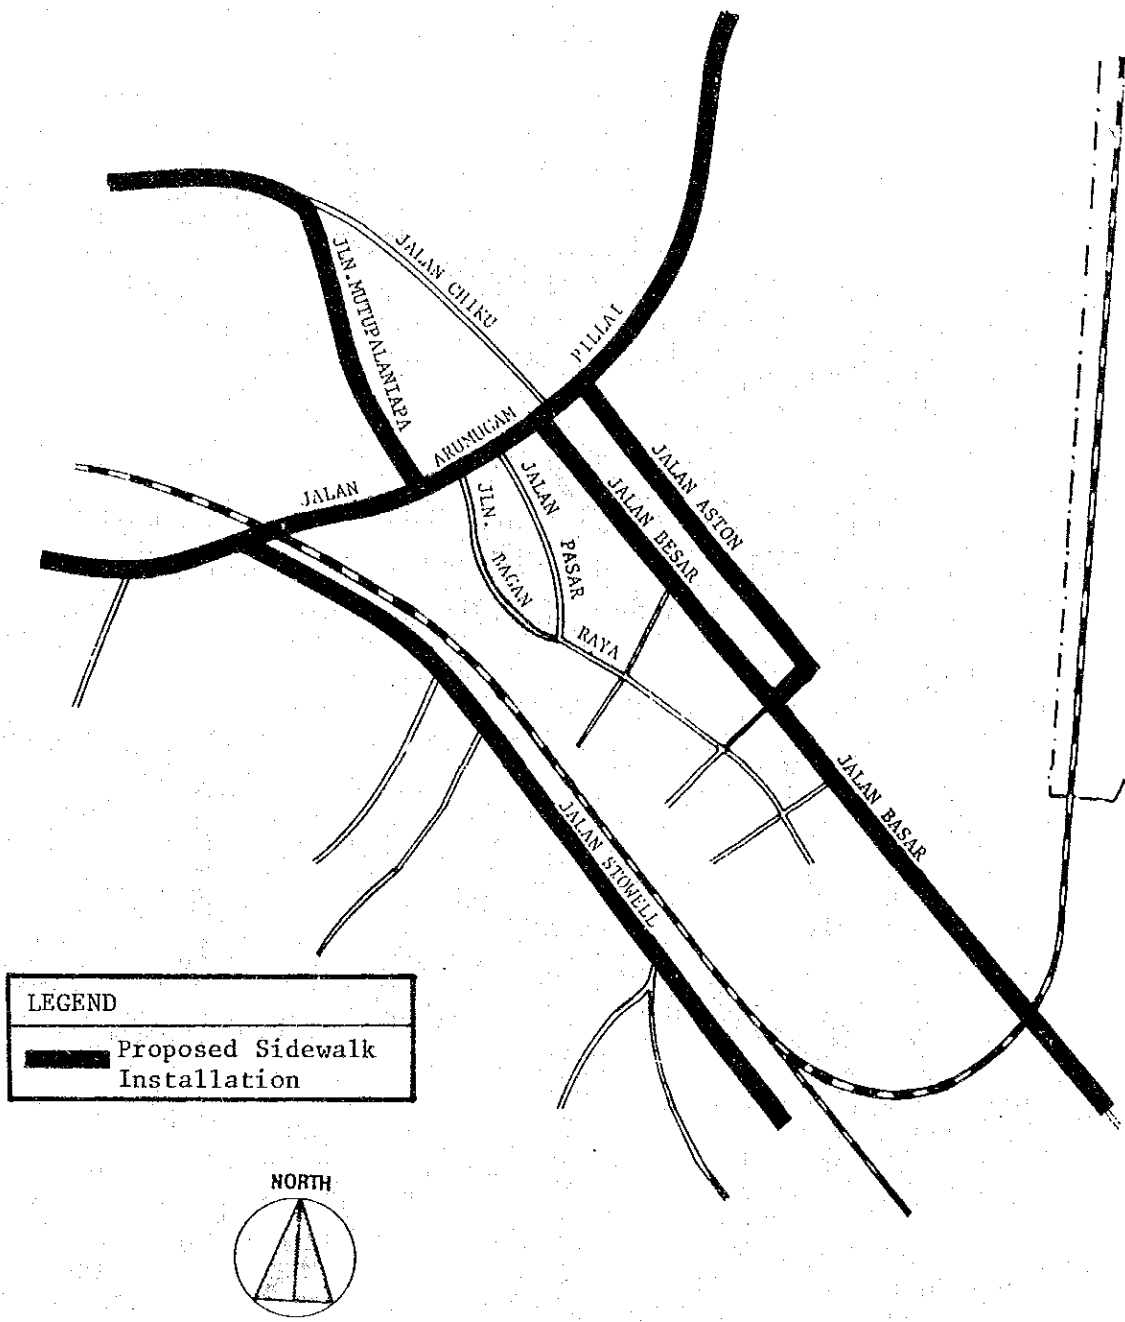 JALAN CHIKU
JLN.MUTUPALANIAPA
PILLAI
ARUMUGAM
JALAN
JALAN ASTON
JALAN BESAR
JALAN PASAR
JLN. BAGAN
RAYA
JALAN BASAR
JALAN STOWELL
LEGEND
Proposed Sidewalk
Installation
NORTH